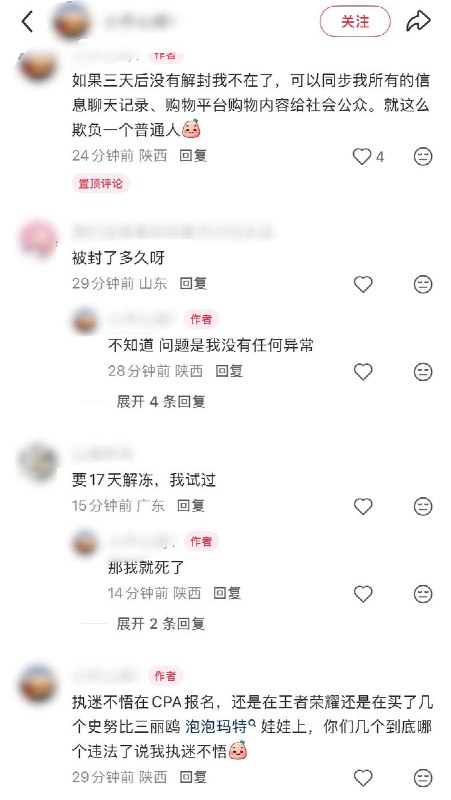 关注
作者
如果三天后没有解封我不在了，可以同步我所有的信
息聊天记录、购物平台购物内容给社会公众。就这么
欺负一个普通人
24分钟前 陕西 回复
4
置顶评论
被封了多久呀
29分钟前 山东 回复
作者
不知道 问题是我没有任何异常
28分钟前 陕西 回复
展开 4 条回复
要17天解冻，我试过
15分钟前 广东 回复
作者
那我就死了
14分钟前 陕西 回复
展开 2 条回复
作者
执迷不悟在CPA报名，还是在王者荣耀还是在买了几
个史努比三丽鸥 泡泡玛特 娃娃上，你们几个到底哪
个违法了说我执迷不悟
29分钟前 陕西 回复